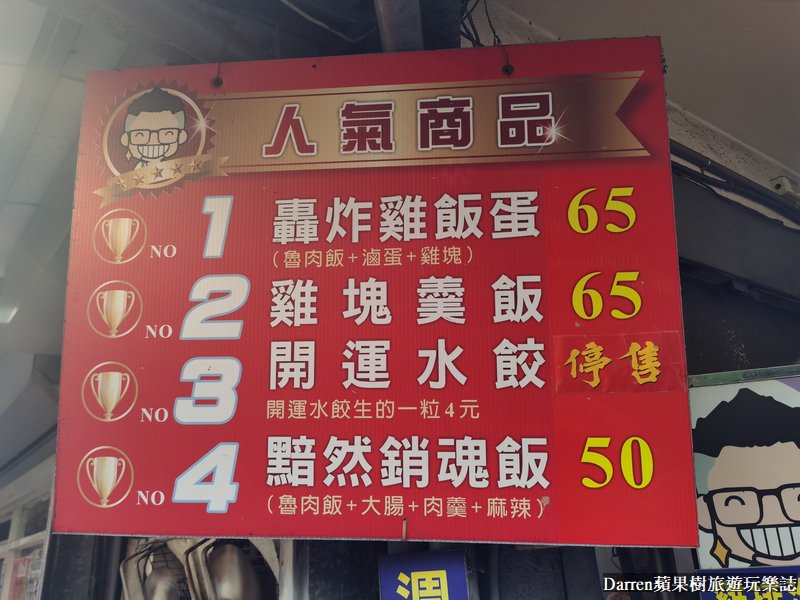 人氣商品
NO 1 轟炸雞飯蛋 65
（魯肉飯+滷蛋+雞塊）
NO 2 雞塊羹飯 65
NO 3 開運水餃 停售
開運水餃生的一粒4元
NO 4 黯然銷魂飯 50
（魯肉飯+大腸+肉羹+麻辣）
Darren蘋果樹旅遊玩樂誌